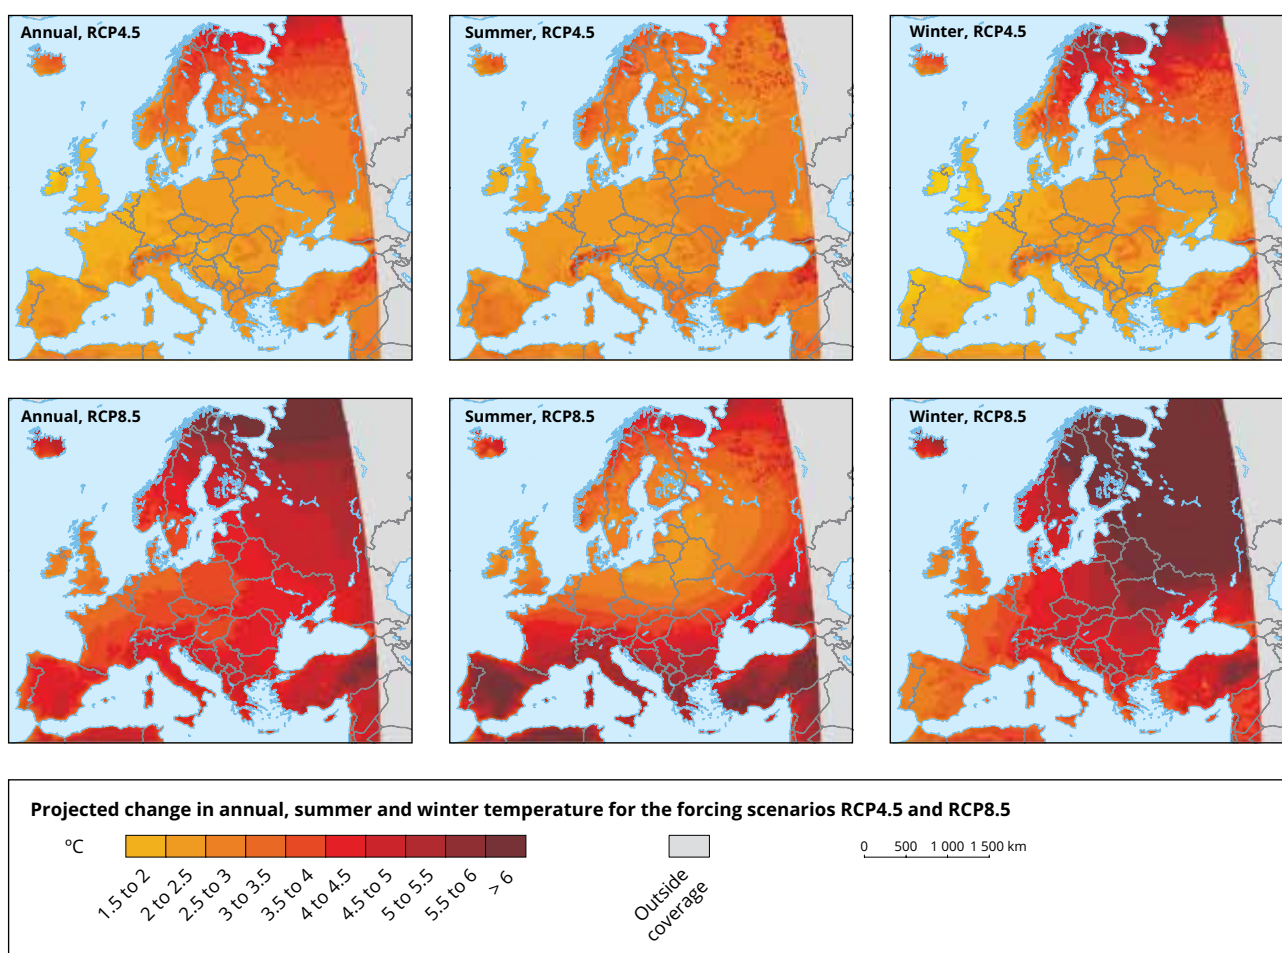 Annual, RCP4.5
Summer, RCP4.5
Winter, RCP4.5
Annual, RCP8.5
Summer, RCP8.5
Winter, RCP8.5
Projected change in annual, summer and winter temperature for the forcing scenarios RCP4.5 and RCP8.5
ºC
1.5 to 2
2 to 2.5
2.5 to 3
3 to 3.5
3.5 to 4
4 to 4.5
4.5 to 5
5 to 5.5
5.5 to 6
> 6
Outside
coverage
0 500 1 000 1 500 km